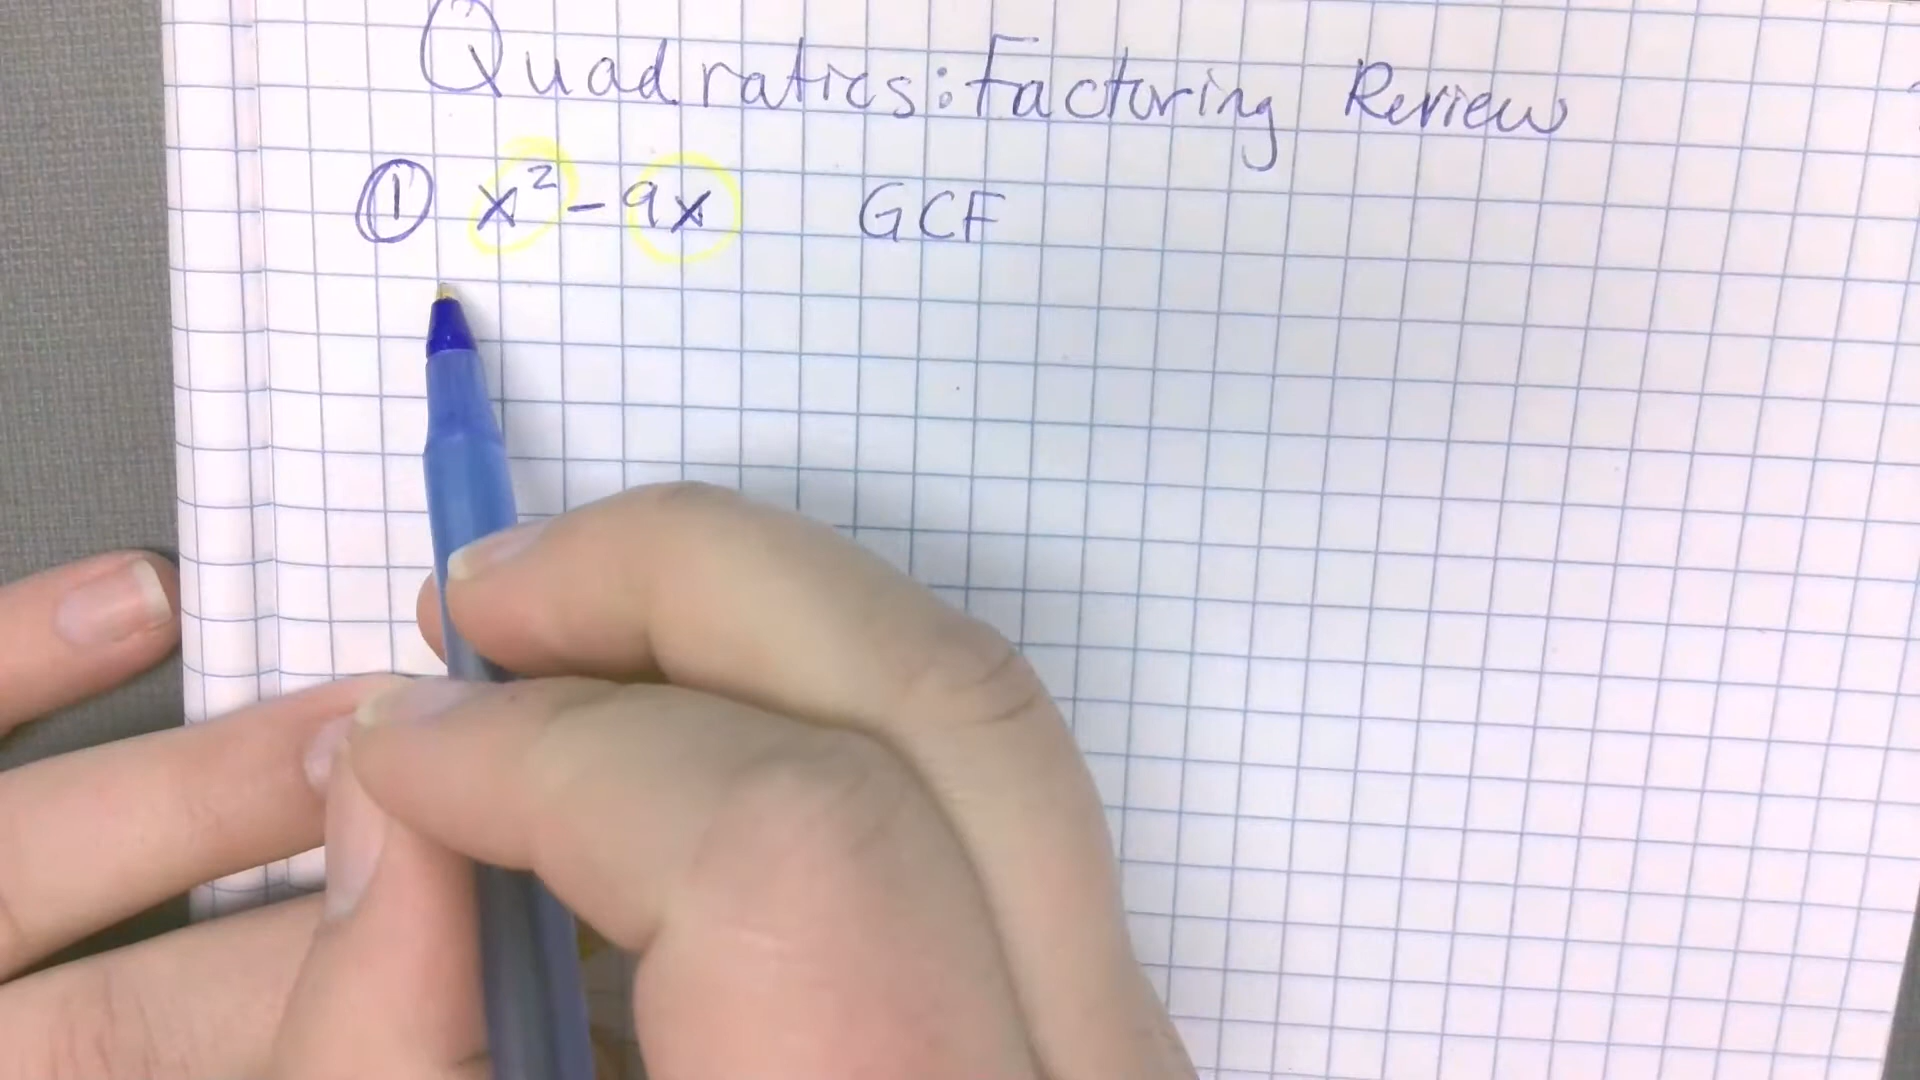 Quadratics: Factoring Review
① x² - 9x GCF